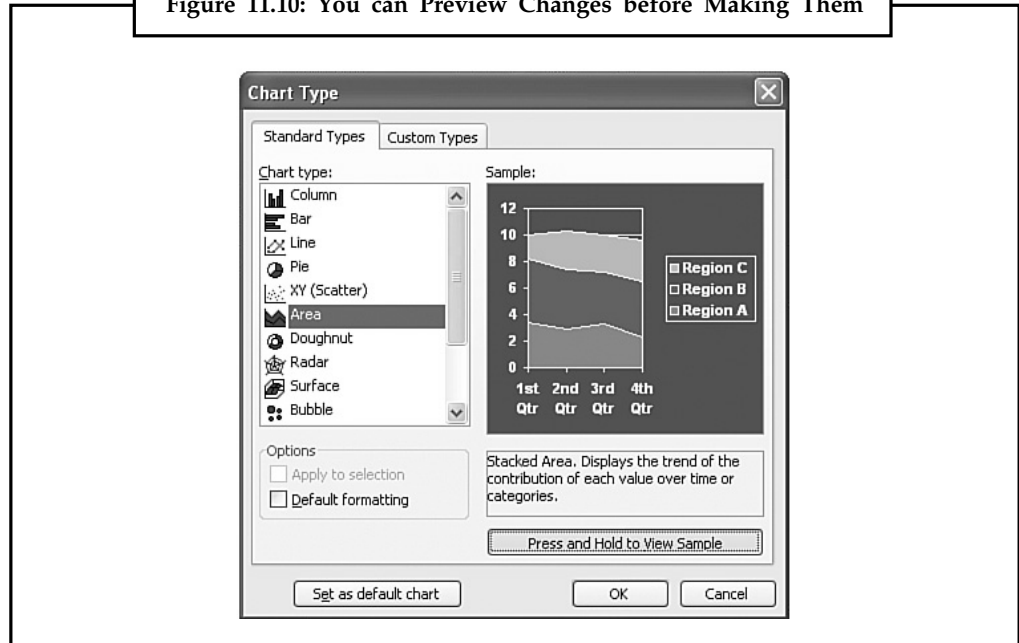 Figure 11.10: You can Preview Changes before Making Them
Chart Type
Standard Types
Custom Types
Chart type:
Column
Bar
Line
Pie
XY (Scatter)
Area
Doughnut
Radar
Surface
Bubble
Options
Apply to selection
Default formatting
Sample:
12
10
8
6
4
2
0
1st 2nd 3rd 4th
Qtr Qtr Qtr Qtr
Region C
Region B
Region A
Stacked Area. Displays the trend of the
contribution of each value over time or
categories.
Press and Hold to View Sample
Set as default chart
OK
Cancel